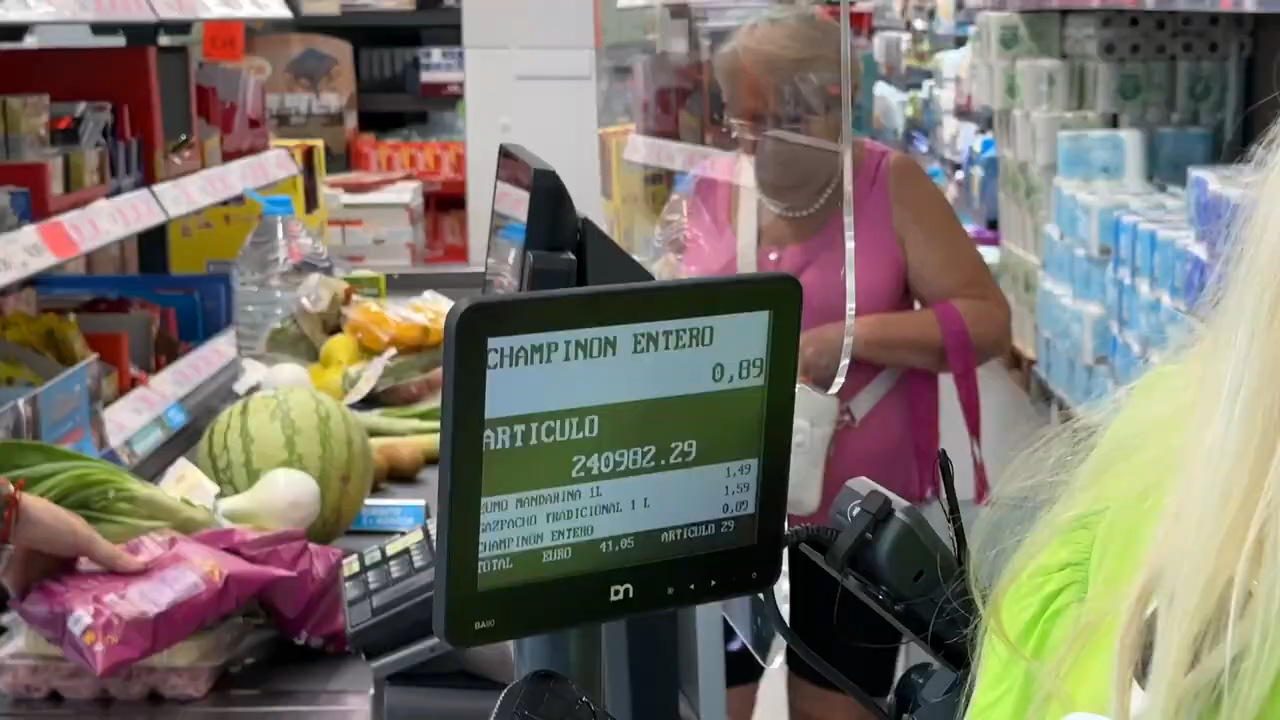 CHAMPINON ENTERO
0,89
ARTICULO
240982.29
ZUMO MANDARINA 1L 1,49
GAZPACHO TRADICIONAL 1 L 1,59
CHAMPINON ENTERO 0,89
TOTAL EURO 41,05 ARTICULO 29
DN
BA90